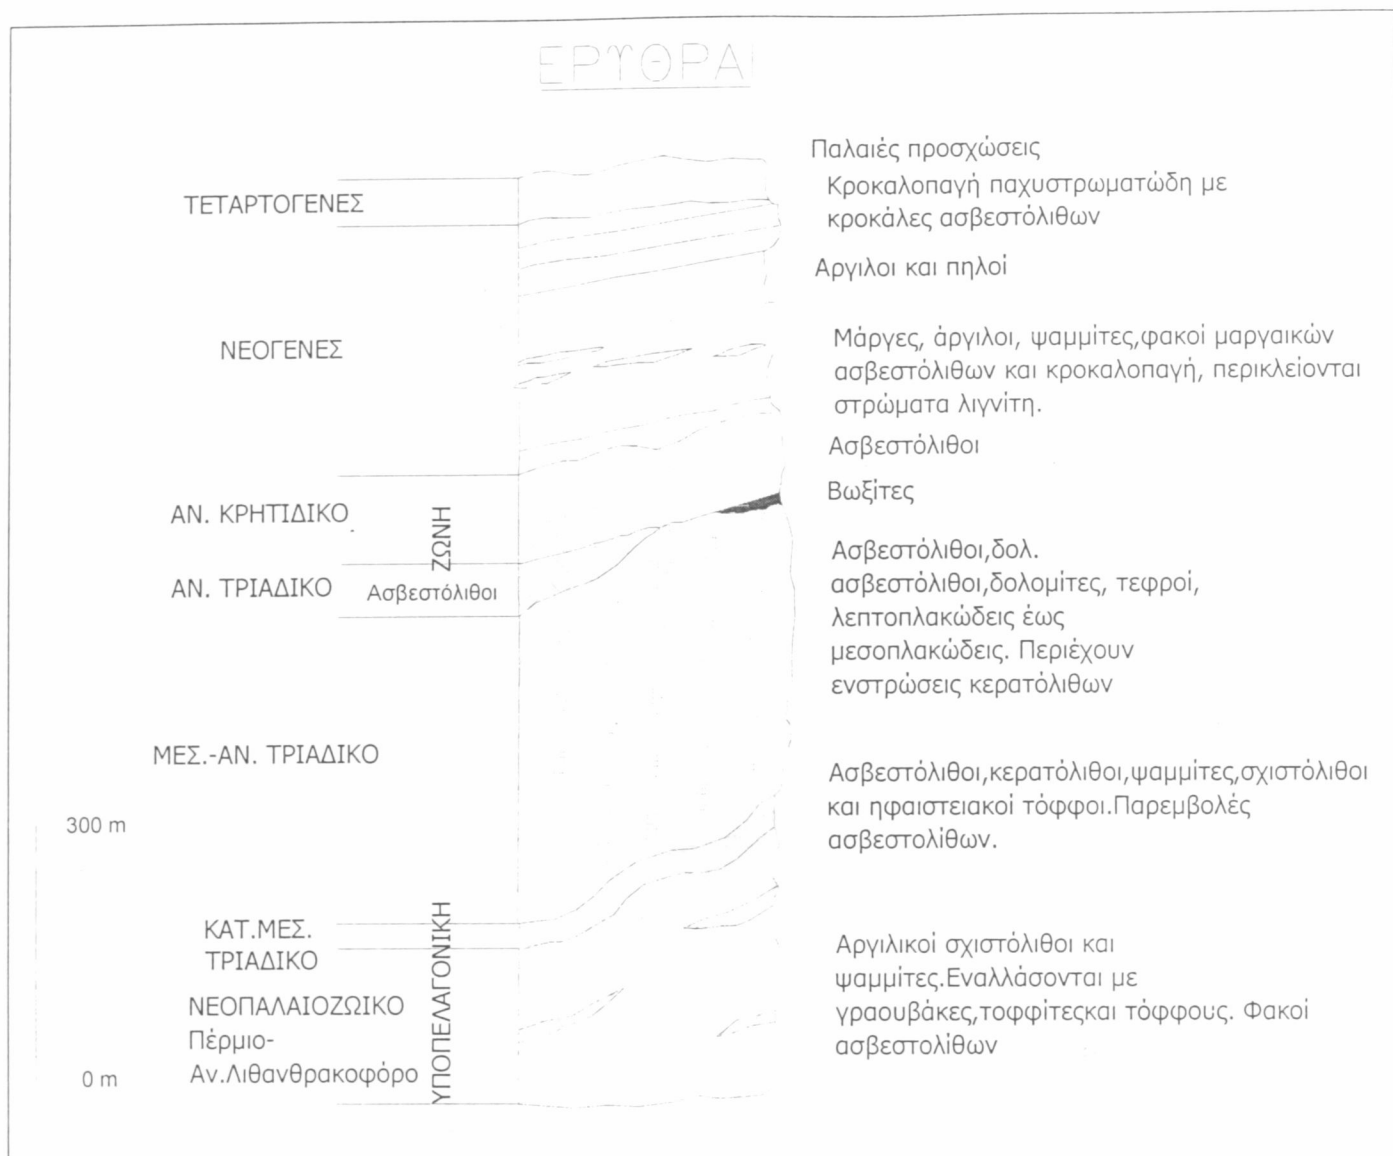 ΕΡΥΘΡΑΙ
Παλαιές προσχώσεις
Κροκαλοπαγή παχυστρωματώδη με
κροκάλες ασβεστόλιθων
ΤΕΤΑΡΤΟΓΕΝΕΣ
Αργιλοι και πηλοί
ΝΕΟΓΕΝΕΣ
Μάργες, άργιλοι, ψαμμίτες,φακοί μαργαικών
ασβεστόλιθων και κροκαλοπαγή, περικλείονται
στρώματα λιγνίτη.
Ασβεστόλιθοι
Βωξίτες
ΑΝ. ΚΡΗΤΙΔΙΚΟ
ΖΩΝΗ
ΑΝ. ΤΡΙΑΔΙΚΟ
Ασβεστόλιθοι
Ασβεστόλιθοι,δολ.
ασβεστόλιθοι,δολομίτες, τεφροί,
λεπτοπλακώδεις έως
μεσοπλακώδεις. Περιέχουν
ενστρώσεις κερατόλιθων
ΜΕΣ.-ΑΝ. ΤΡΙΑΔΙΚΟ
Ασβεστόλιθοι,κερατόλιθοι,ψαμμίτες,σχιστόλιθοι
και ηφαιστειακοί τόφφοι.Παρεμβολές
ασβεστολίθων.
300 m
ΚΑΤ.ΜΕΣ.
ΤΡΙΑΔΙΚΟ
ΥΠΟΠΕΛΑΓΟΝΙΚΗ
ΝΕΟΠΑΛΑΙΟΖΩΙΚΟ
Πέρμιο-
Αν.Λιθανθρακοφόρο
0 m
Αργιλικοί σχιστόλιθοι και
ψαμμίτες.Εναλλάσονται με
γραουβάκες,τοφφίτεςκαι τόφφους. Φακοί
ασβεστολίθων